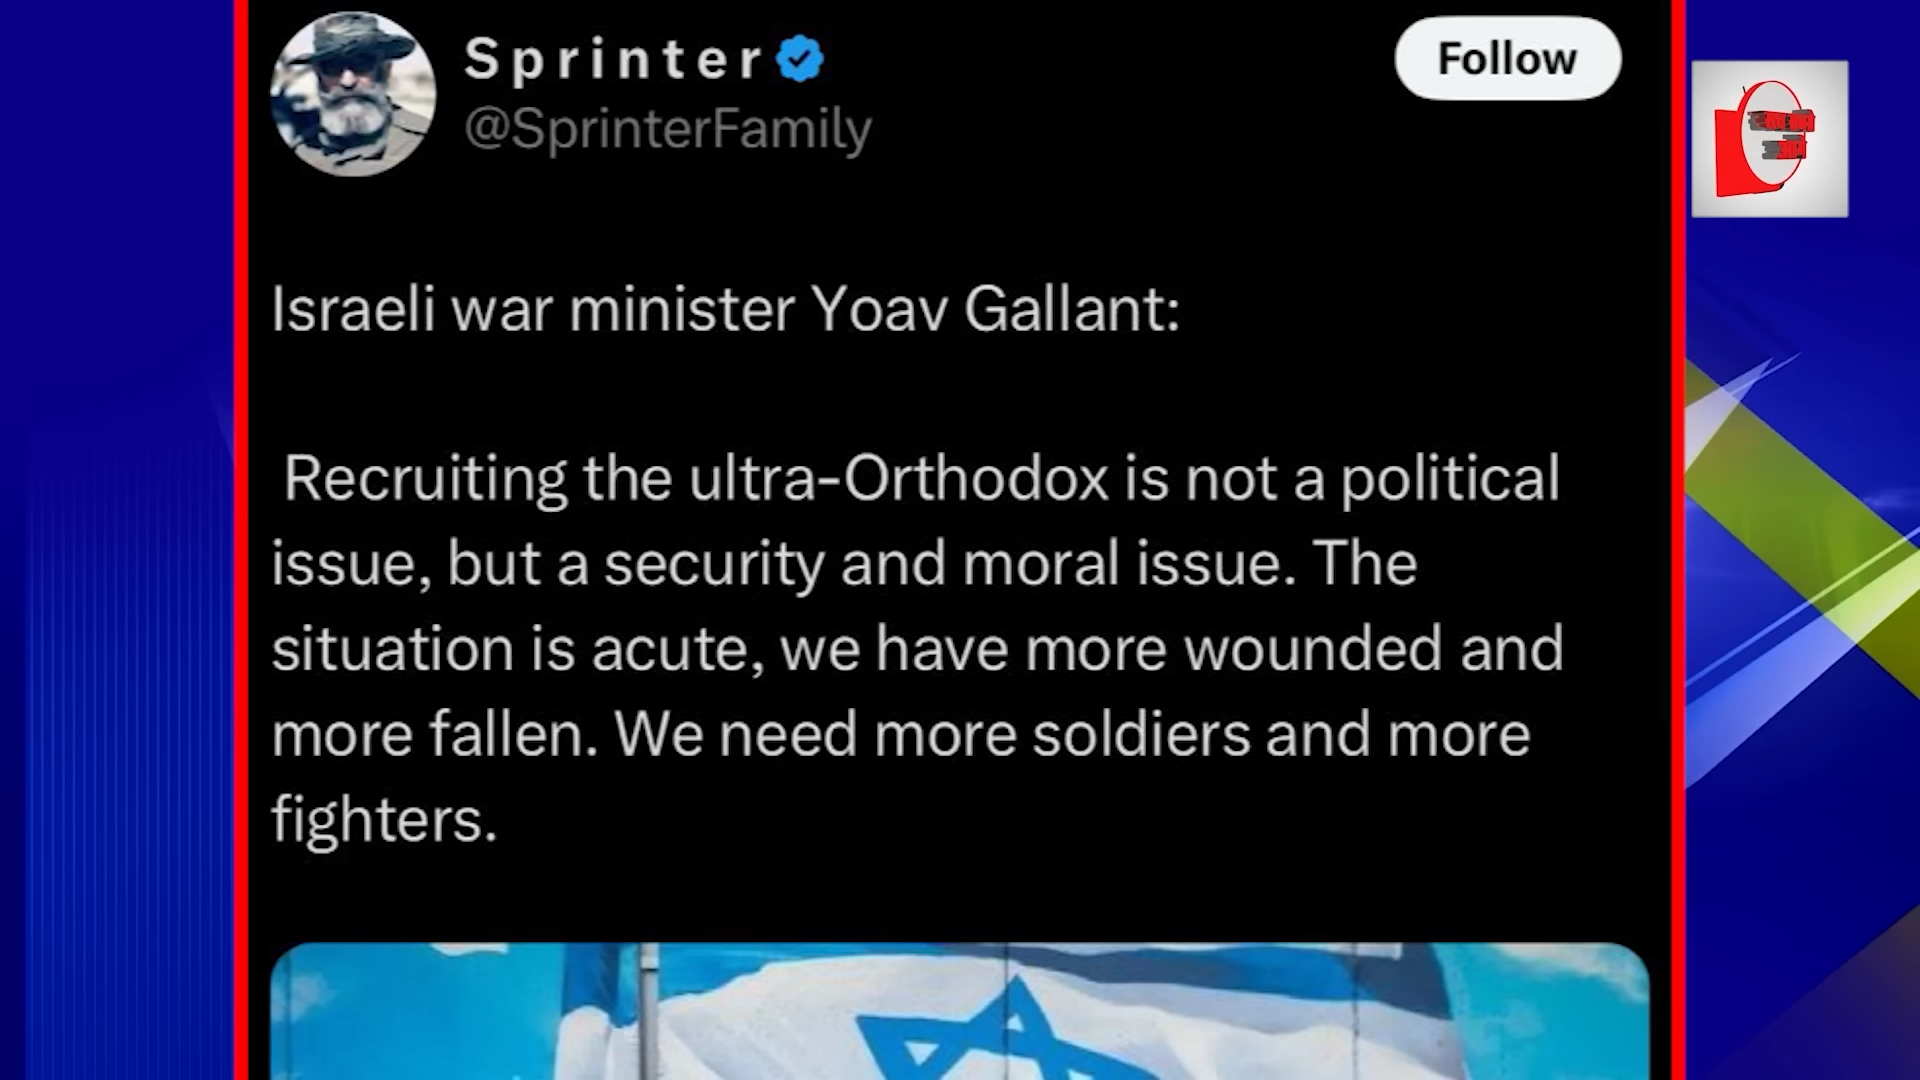 Sprinter
@SprinterFamily
Follow
Israeli war minister Yoav Gallant:
Recruiting the ultra-Orthodox is not a political
issue, but a security and moral issue. The
situation is acute, we have more wounded and
more fallen. We need more soldiers and more
fighters.